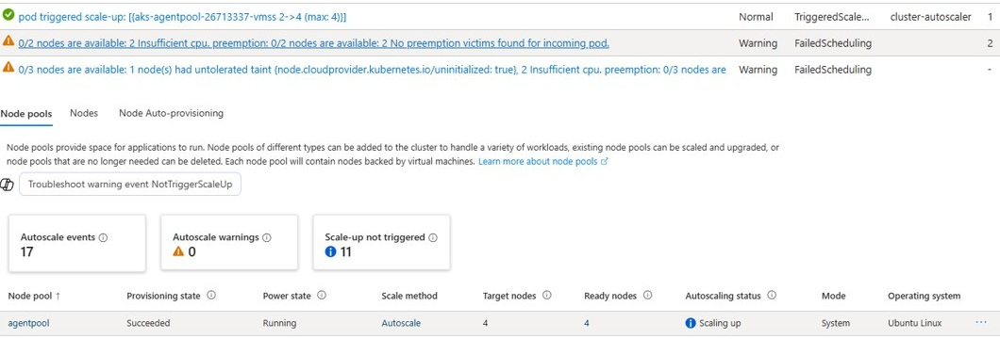 pod triggered scale-up: [{aks-agentpool-26713337-vmss 2->4 (max: 4)}] Normal TriggeredScale... cluster-autoscaler 1
0/2 nodes are available: 2 Insufficient cpu. preemption: 0/2 nodes are available: 2 No preemption victims found for incoming pod. Warning FailedScheduling 2
0/3 nodes are available: 1 node(s) had untolerated taint {node.cloudprovider.kubernetes.io/uninitialized: true}, 2 Insufficient cpu. preemption: 0/3 nodes are Warning FailedScheduling -
Node pools Nodes Node Auto-provisioning
Node pools provide space for applications to run. Node pools of different types can be added to the cluster to handle a variety of workloads, existing node pools can be scaled and upgraded, or
node pools that are no longer needed can be deleted. Each node pool will contain nodes backed by virtual machines. Learn more about node pools
Troubleshoot warning event NotTriggerScaleUp
Autoscale events Autoscale warnings Scale-up not triggered
17 0 11
Node pool ↑ Provisioning state Power state Scale method Target nodes Ready nodes Autoscaling status Mode Operating system
agentpool Succeeded Running Autoscale 4 4 Scaling up System Ubuntu Linux ...